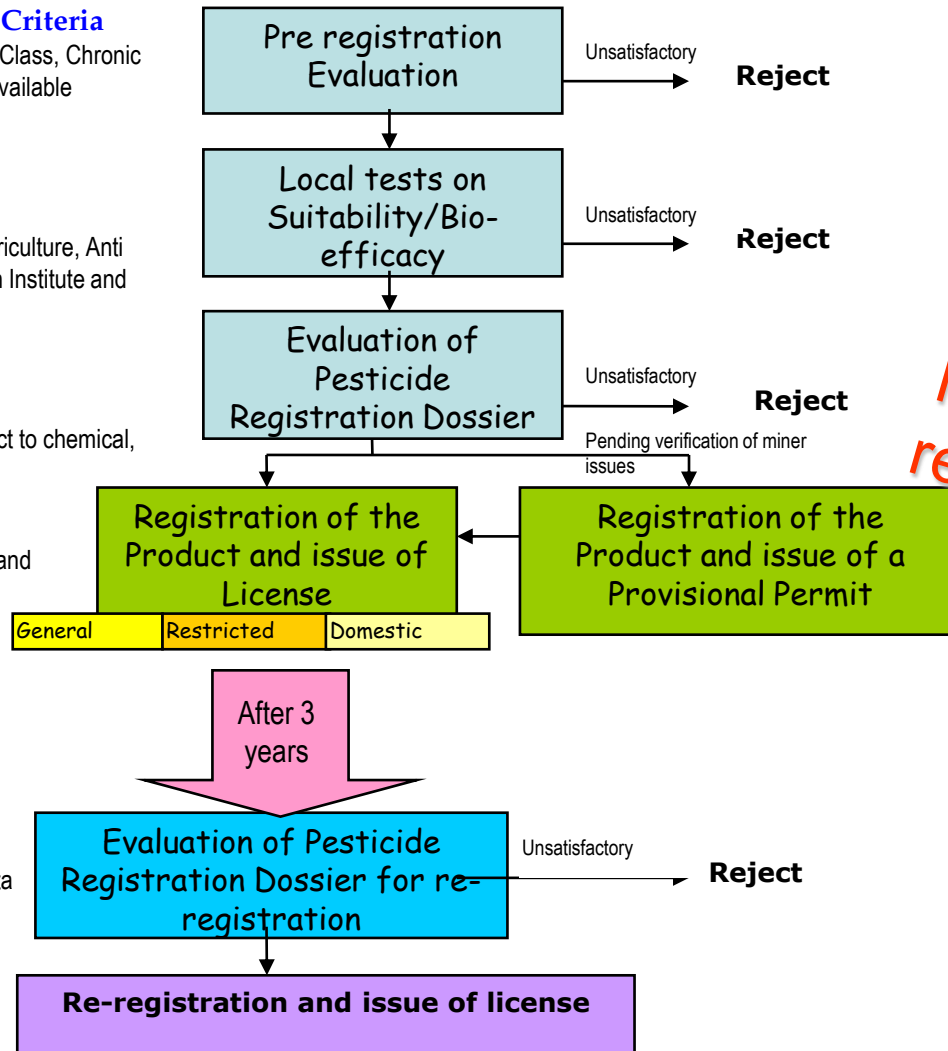 Criteria
Class, Chronic
vailable
Pre registration
Evaluation
Unsatisfactory
Reject
Local tests on
Suitability/Bio-
efficacy
Unsatisfactory
Reject
riculture, Anti
n Institute and
Evaluation of
Pesticide
Registration Dossier
Unsatisfactory
Reject
ct to chemical,
Pending verification of miner
issues
re
Registration of the
Product and issue of
License
Registration of the
Product and issue of a
Provisional Permit
and
General
Restricted
Domestic
After 3
years
Evaluation of Pesticide
Registration Dossier for re-
registration
Unsatisfactory
Reject
ta
Re-registration and issue of license